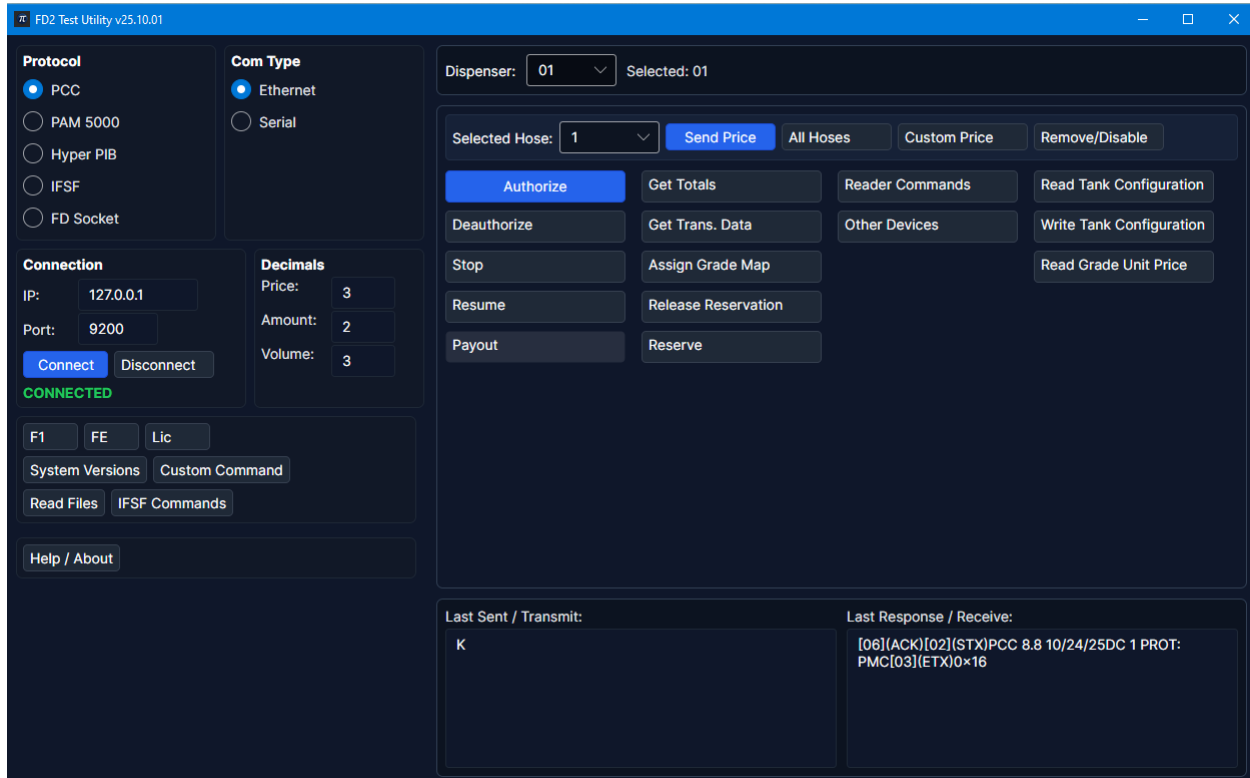 π FD2 Test Utility v25.10.01
Protocol
PCC
PAM 5000
Hyper PIB
IFSF
FD Socket
Com Type
Ethernet
Serial
Connection
IP: 127.0.0.1
Port: 9200
Connect Disconnect
CONNECTED
Decimals
Price: 3
Amount: 2
Volume: 3
F1 FE Lic
System Versions Custom Command
Read Files IFSF Commands
Help / About
Dispenser: 01 Selected: 01
Selected Hose: 1 Send Price All Hoses Custom Price Remove/Disable
Authorize Get Totals Reader Commands Read Tank Configuration
Deauthorize Get Trans. Data Other Devices Write Tank Configuration
Stop Assign Grade Map Read Grade Unit Price
Resume Release Reservation
Payout Reserve
Last Sent / Transmit:
K
Last Response / Receive:
[06](ACK)[02](STX)PCC 8.8 10/24/25DC 1 PROT:
PMC[03](ETX)0×16